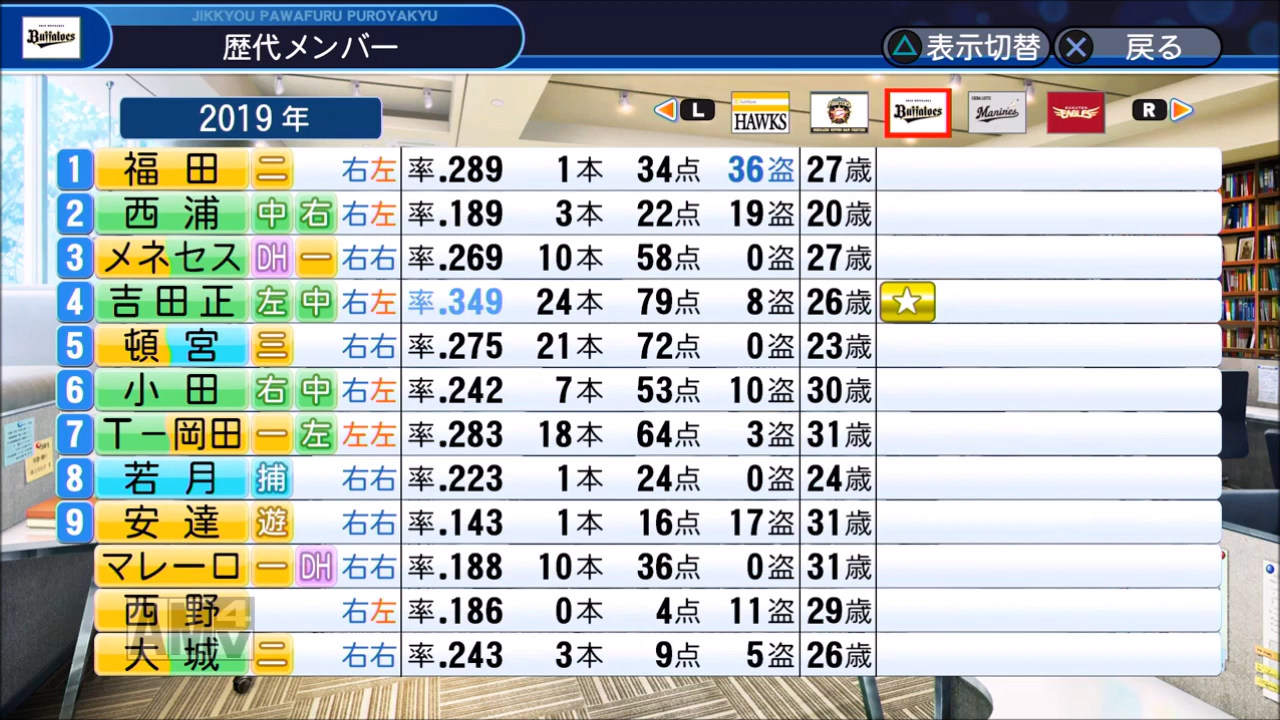 JIKKYOU PAWAFURU PUROYAKYU
Buffaloes 歴代メンバー △表示切替 ×戻る
2019年 L HAWKS Buffaloes Marines EAGLES R
1 福田 二 右左 率.289 1本 34点 36盗 27歳
2 西浦 中 右 右左 率.189 3本 22点 19盗 20歳
3 メネセス DH 一 右右 率.269 10本 58点 0盗 27歳
4 吉田正 左 中 右左 率.349 24本 79点 8盗 26歳 ★
5 頓宮 三 右右 率.275 21本 72点 0盗 23歳
6 小田 右 中 右左 率.242 7本 53点 10盗 30歳
7 T-岡田 一 左 左左 率.283 18本 64点 3盗 31歳
8 若月 捕 右右 率.223 1本 24点 0盗 24歳
9 安達 遊 右右 率.143 1本 16点 17盗 31歳
マレーロ 一 DH 右右 率.188 10本 36点 0盗 31歳
西野 右左 率.186 0本 4点 11盗 29歳
大城 二 右右 率.243 3本 9点 5盗 26歳